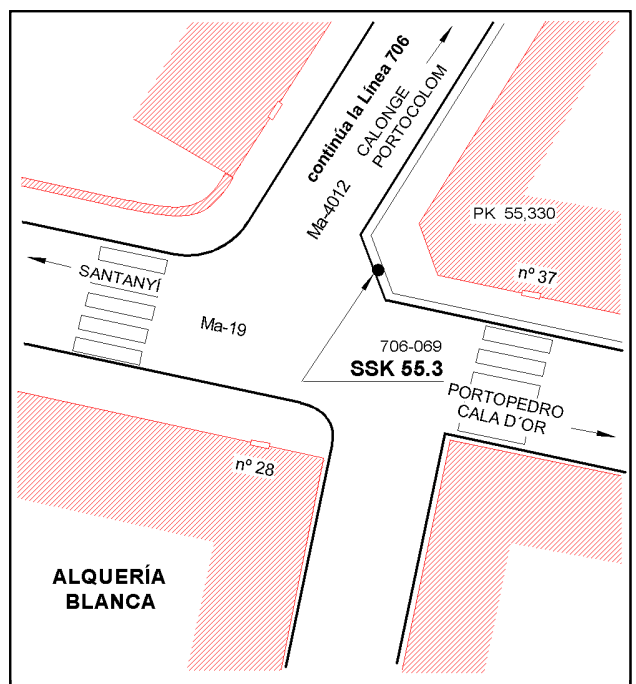 continúa la Línea 706
CALONGE
PORTOCOLOM
Ma-4012
PK 55,330
nº 37
SANTANYÍ
Ma-19
706-069
SSK 55.3
PORTOPEDRO
CALA D´OR
nº 28
ALQUERÍA
BLANCA